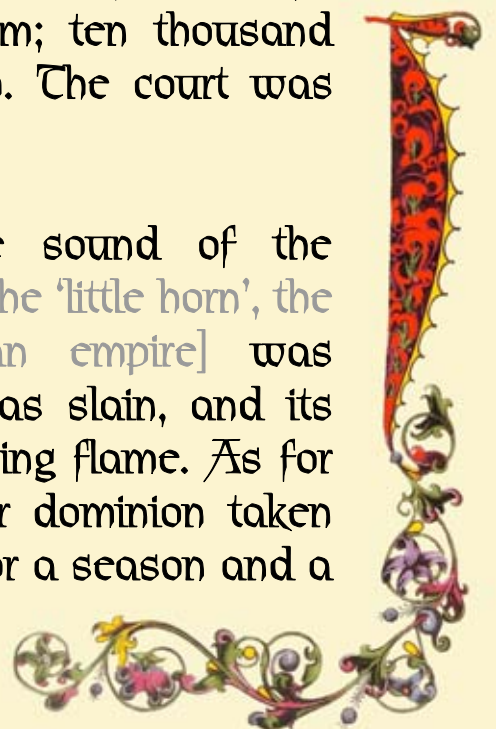 m; ten thousand
. The court was
sound of the
he ‘little horn’, the
an empire] was
as slain, and its
ing flame. As for
r dominion taken
or a season and a